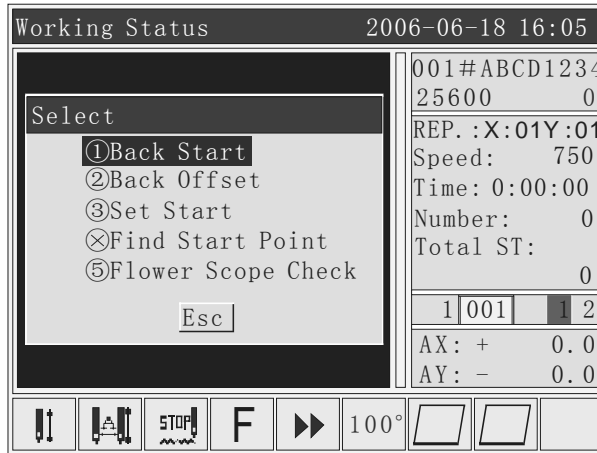 Working Status 2006-06-18 16:05
001#ABCD1234
25600 0
Select
①Back Start
②Back Offset
③Set Start
⊗Find Start Point
⑤Flower Scope Check
Esc
REP.:X:01Y:01
Speed: 750
Time: 0:00:00
Number: 0
Total ST:
0
1 001 1 2
AX: + 0.0
AY: - 0.0
A STOP F 100°